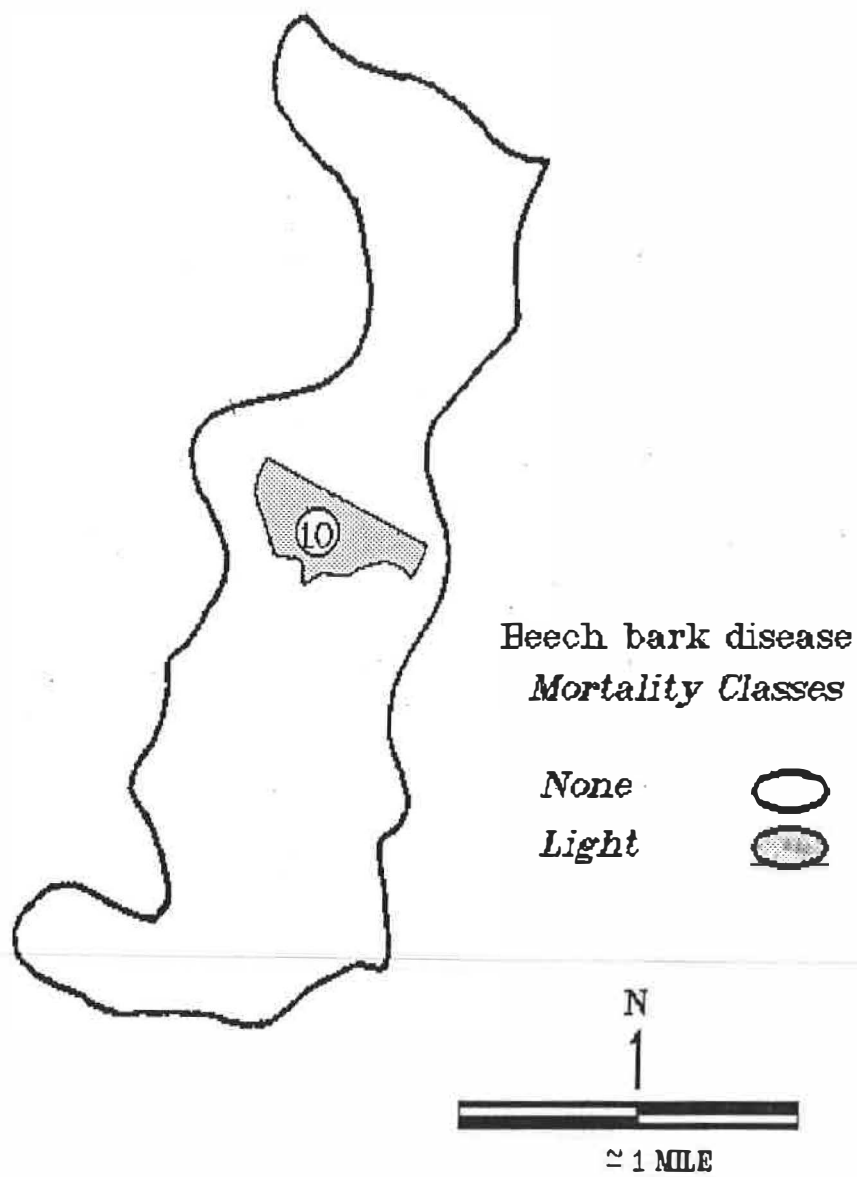 10
Beech bark disease
Mortality Classes
None
Light
N
≃ 1 MILE